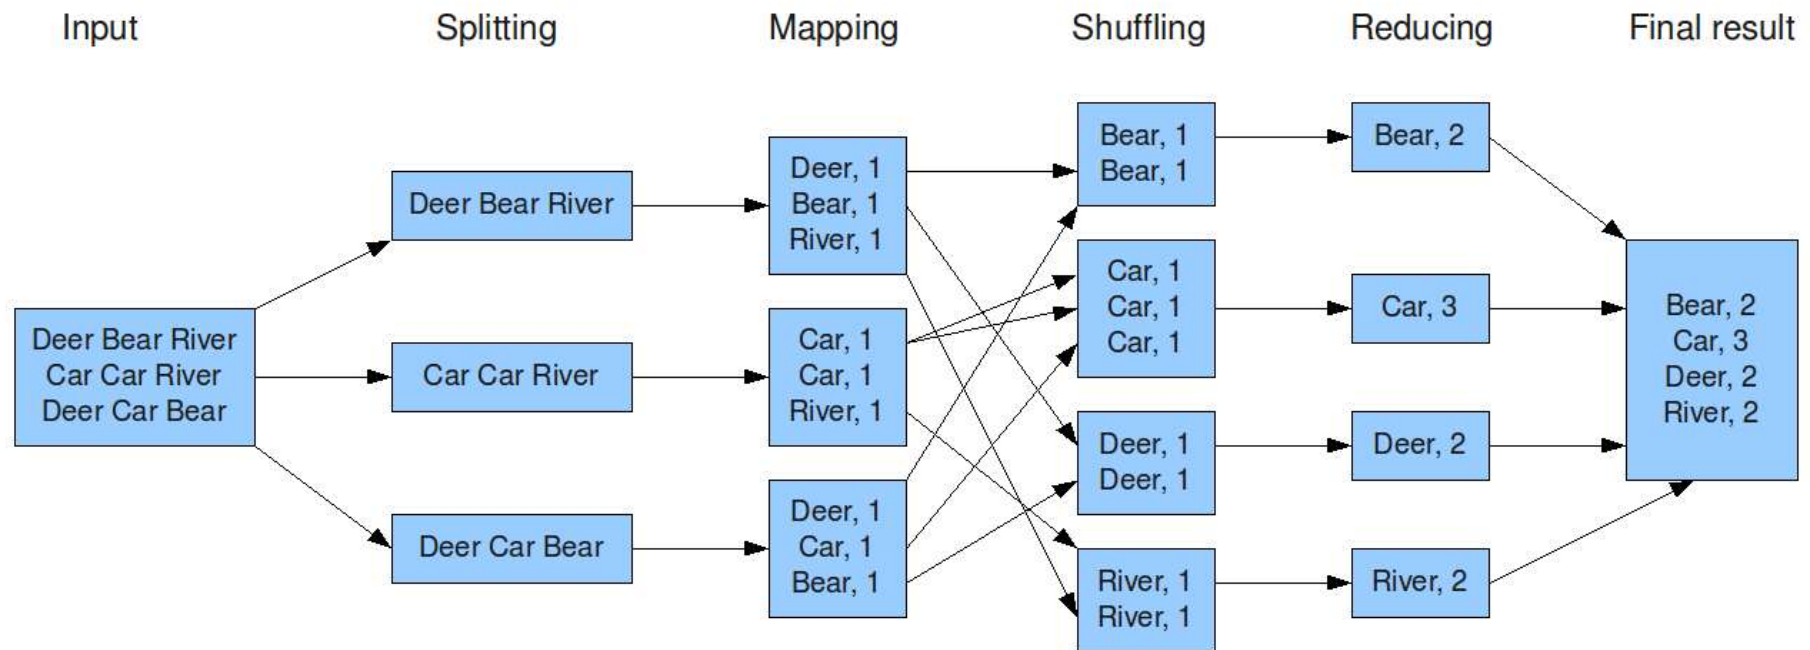 Input
Splitting
Mapping
Shuffling
Reducing
Final result
Deer Bear River
Car Car River
Deer Car Bear
Deer Bear River
Car Car River
Deer Car Bear
Deer, 1
Bear, 1
River, 1
Car, 1
Car, 1
River, 1
Deer, 1
Car, 1
Bear, 1
Bear, 1
Bear, 1
Car, 1
Car, 1
Car, 1
Deer, 1
Deer, 1
River, 1
River, 1
Bear, 2
Car, 3
Deer, 2
River, 2
Bear, 2
Car, 3
Deer, 2
River, 2